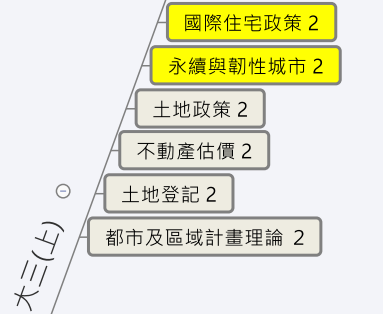 國際住宅政策 2
永續與韌性城市 2
土地政策 2
不動產估價 2
土地登記 2
都市及區域計畫理論 2
大三(上)